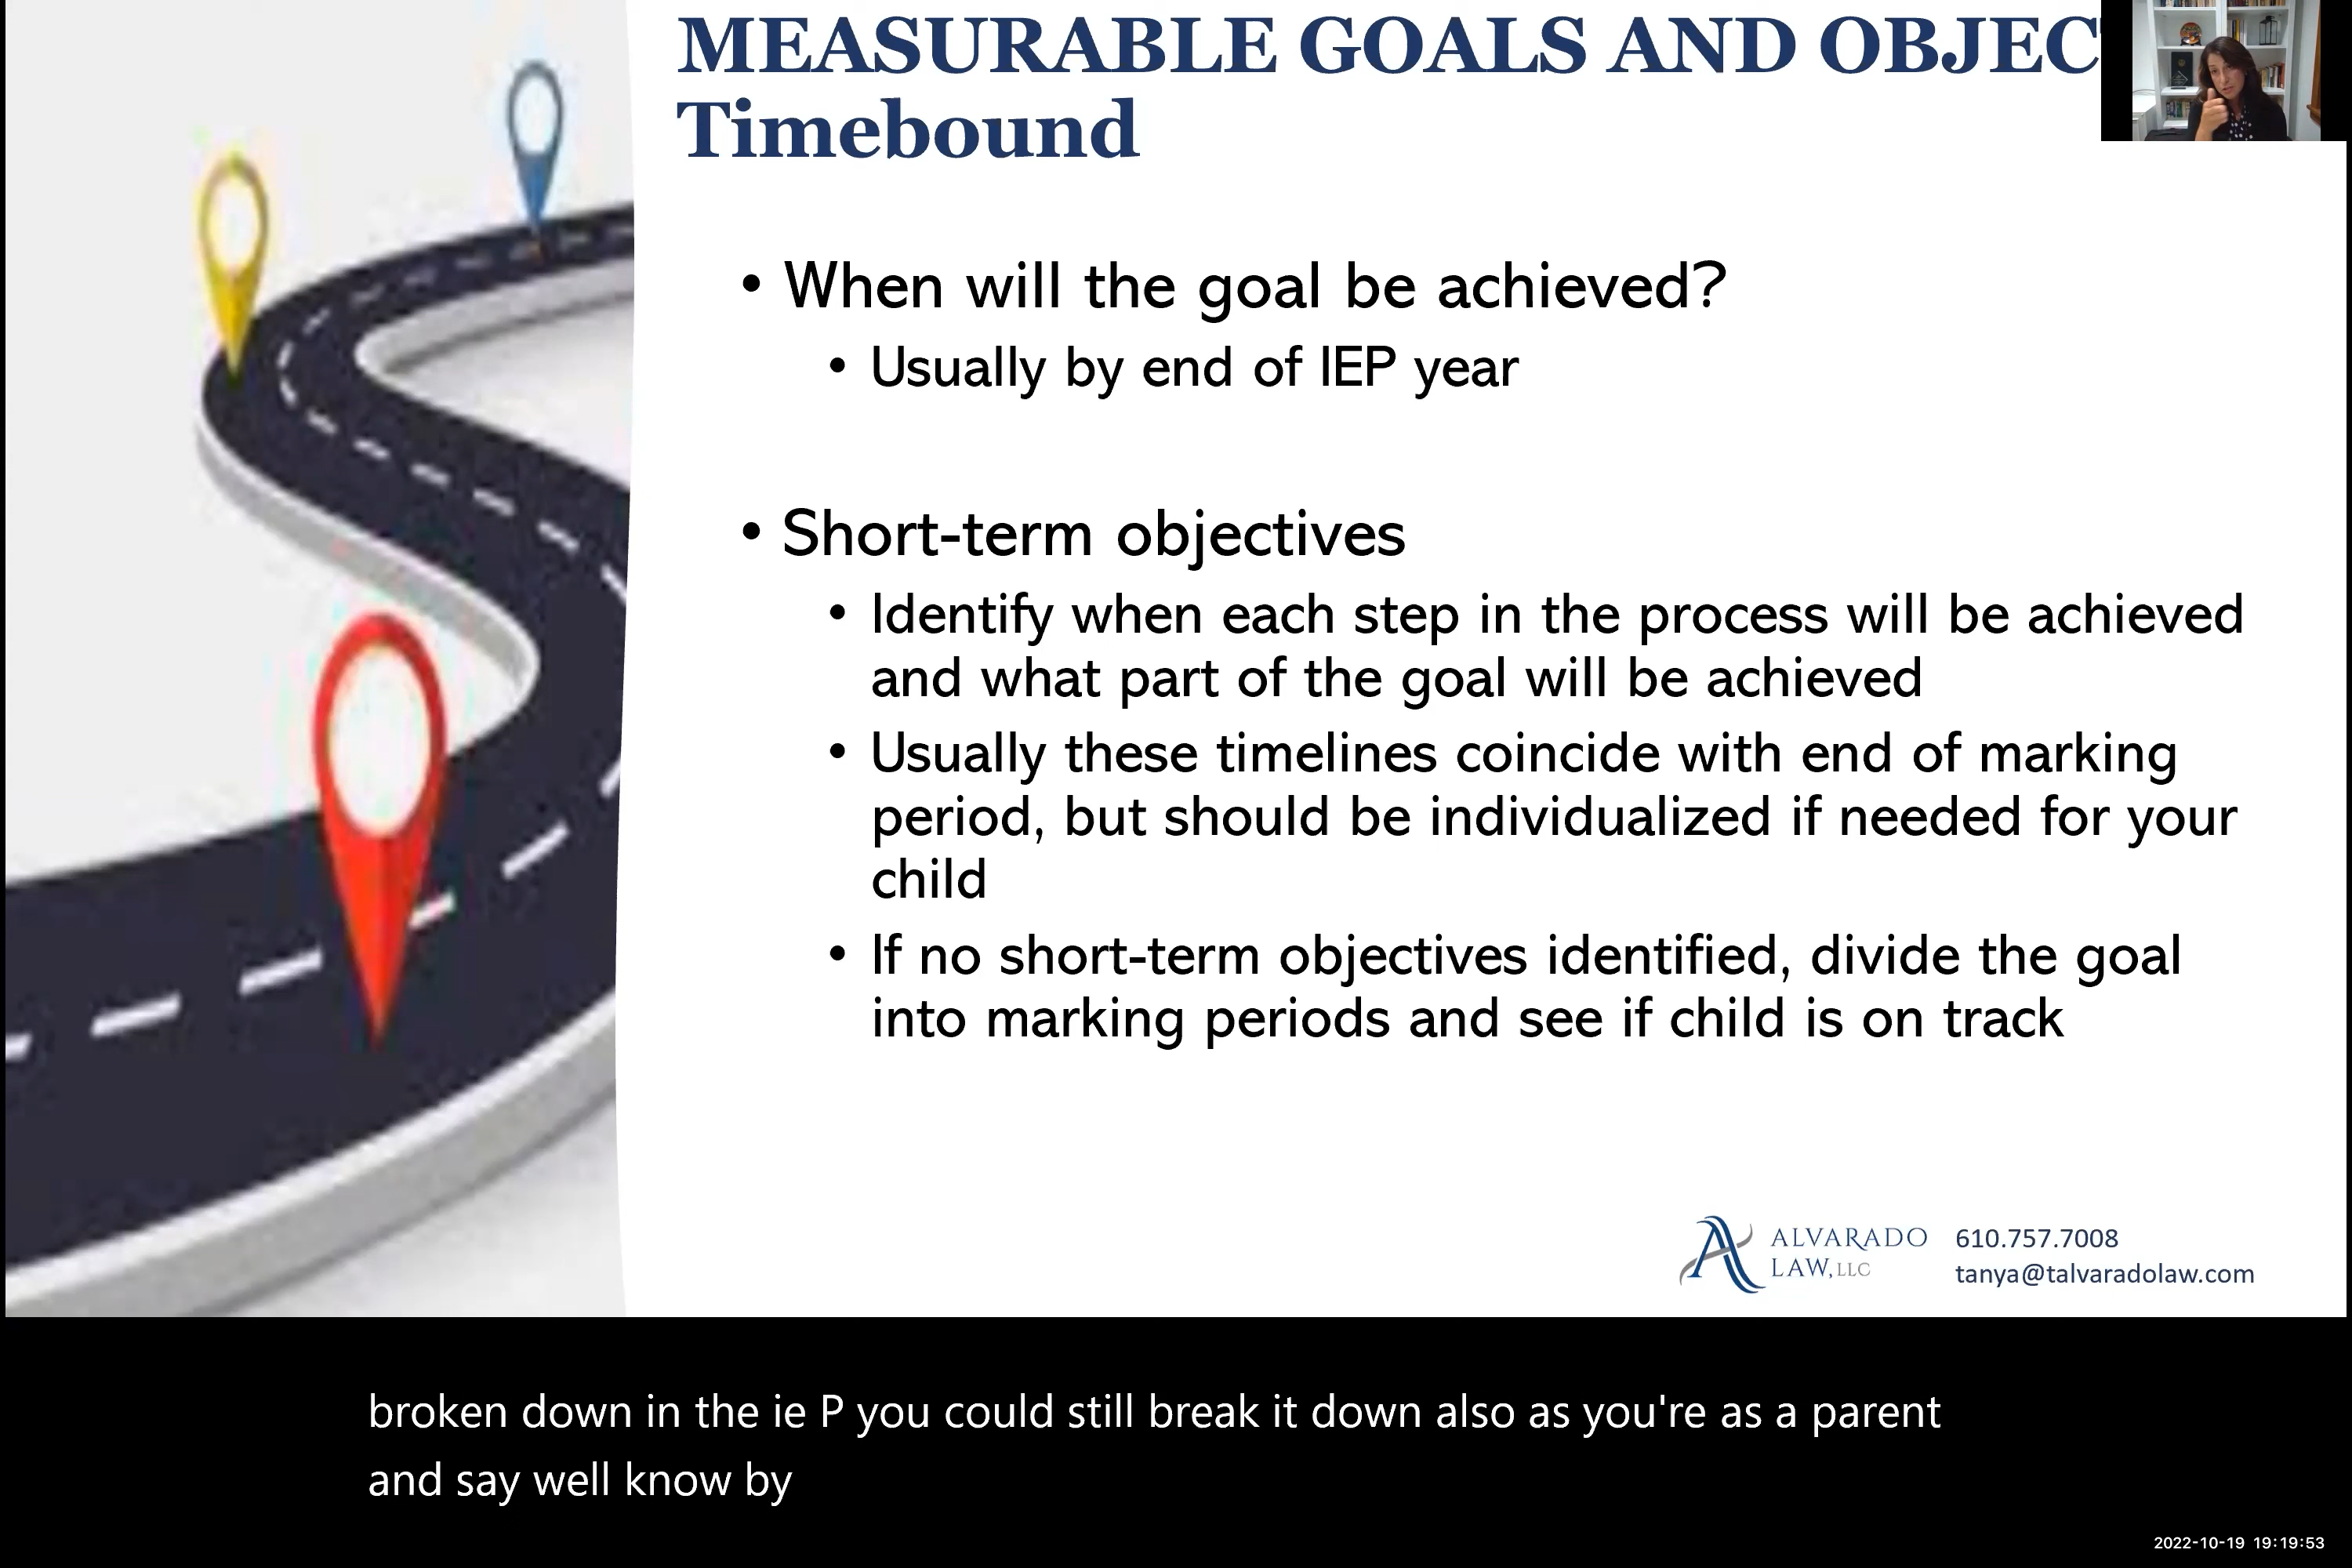 MEASURABLE GOALS AND OBJEC
Timebound
• When will the goal be achieved?
• Usually by end of IEP year
• Short-term objectives
• Identify when each step in the process will be achieved
and what part of the goal will be achieved
• Usually these timelines coincide with end of marking
period, but should be individualized if needed for your
child
• If no short-term objectives identified, divide the goal
into marking periods and see if child is on track
ALVARADO
LAW, LLC
610.757.7008
tanya@talvaradolaw.com
broken down in the ie P you could still break it down also as you're as a parent
and say well know by
2022-10-19 19:19:53